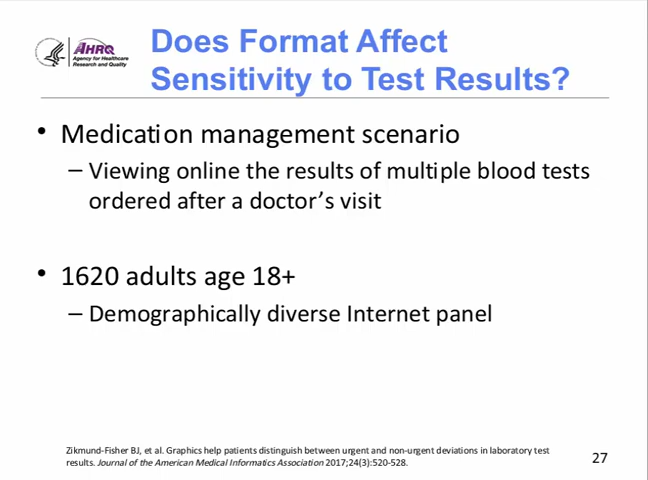 AHRQ
Agency for Healthcare
Research and Quality
Does Format Affect
Sensitivity to Test Results?
• Medication management scenario
– Viewing online the results of multiple blood tests
ordered after a doctor’s visit
• 1620 adults age 18+
– Demographically diverse Internet panel
Zikmund-Fisher BJ, et al. Graphics help patients distinguish between urgent and non-urgent deviations in laboratory test
results. Journal of the American Medical Informatics Association 2017;24(3):520-528.
27